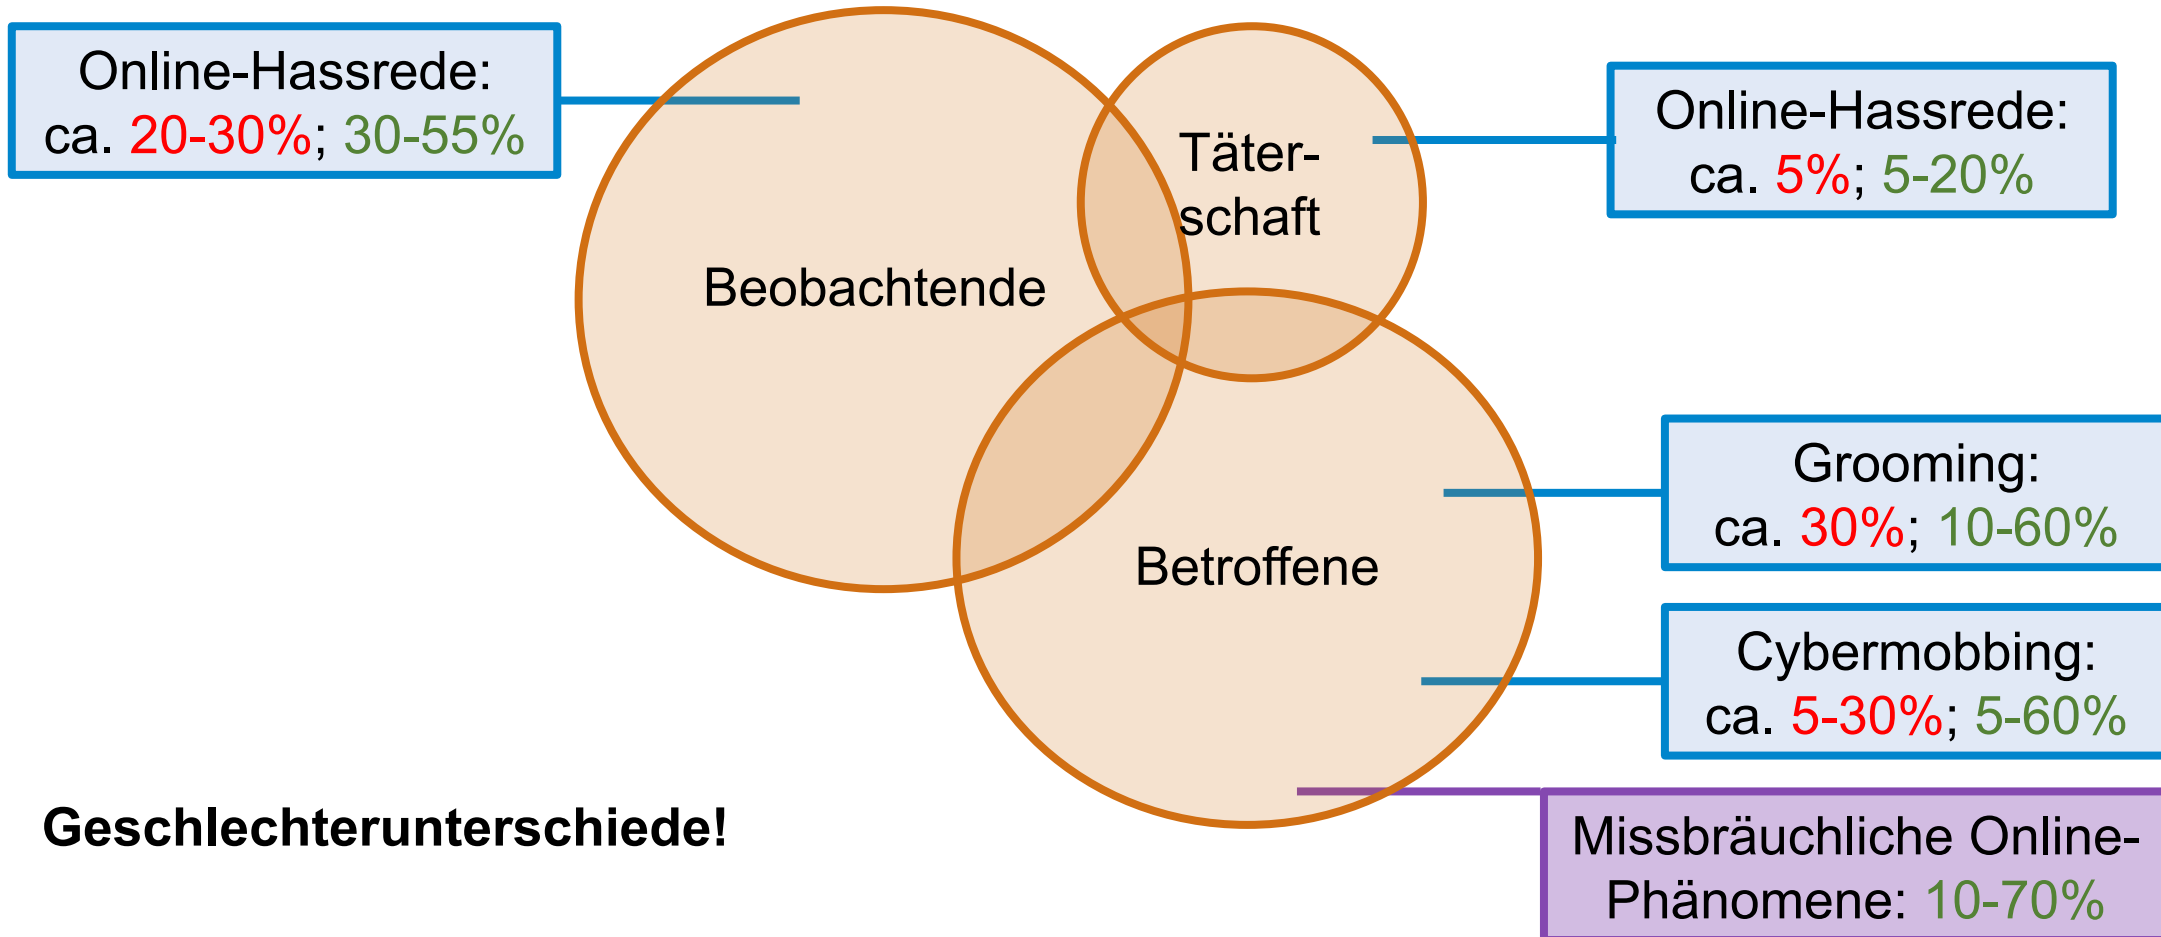 Online-Hassrede:
ca. 20-30%; 30-55%
Täter-
schaft
Online-Hassrede:
ca. 5%; 5-20%
Beobachtende
Grooming:
ca. 30%; 10-60%
Betroffene
Cybermobbing:
ca. 5-30%; 5-60%
Geschlechterunterschiede!
Missbräuchliche Online-
Phänomene: 10-70%